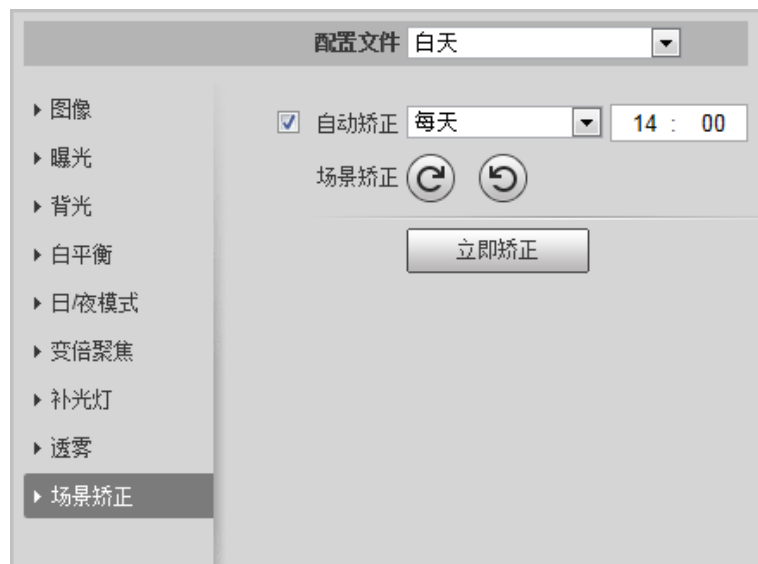 配置文件 白天
图像
曝光
背光
白平衡
日/夜模式
变倍聚焦
补光灯
透雾
场景矫正
自动矫正 每天 14 : 00
场景矫正
立即矫正